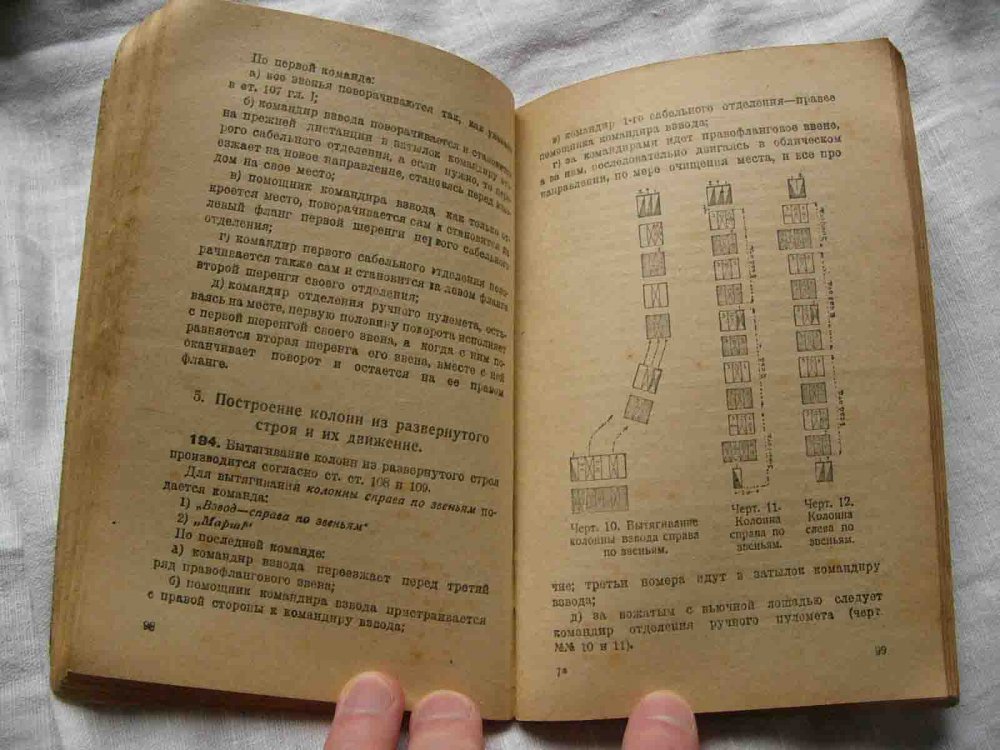 По первой команде:
а) все звенья поворачиваются так, как указано
в ст. 107 гл. I;
б) командир взвода поворачивается и становится
на прежней дистанции в затылок командиру
рого сабельного отделения, а если нужно, то пере-
езжает на новое направление, становясь перед
дом на свое место;
в) помощник командира взвода, как только
кроется место, поворачивается сам и становится на
левый фланг первой шеренги первого сабельного
отделения;
г) командир первого сабельного отделения пово-
рачивается также сам и становится на левом фланге
второй шеренги своего отделения;
д) командир отделения ручного пулемета, оста-
ваясь на месте, первую половину поворота исполняет
с первой шеренгой своего звена, а когда с ним по-
равняется вторая шеренга его звена, вместе с ней
оканчивает поворот и остается на ее правом
фланге.
3. Построение колонн из развернутого
строя и их движение.
194. Вытягивание колонн из развернутого строя
производится согласно ст. ст. 108 и 109.
Для вытягивания колонны справа по звеньям по-
дается команда:
1) „Взвод—справа по звеньям“
2) „Марш!“
По последней команде:
а) командир взвода переезжает перед третий
ряд правофлангового звена;
б) помощник командира взвода пристраивается
с правой стороны к командиру взвода;
98
в) командир 1-го сабельного отделения—правее
помощника командира взвода;
г) за командирами идет правофланговое звено,
а за ним, последовательно двигаясь в облическом
направлении, по мере очищения места, и все про
Черт. 10. Вытягивание
колонны взвода справа
по звеньям.
Черт. 11.
Колонна
справа по
звеньям.
Черт. 12.
Колонна
слева по
звеньям.
чие; третьи номера идут в затылок командиру
взвода;
д) за вожатым с вьючной лошадью следует
командир отделения ручного пулемета (черт
№№ 10 и 11).
7*
99